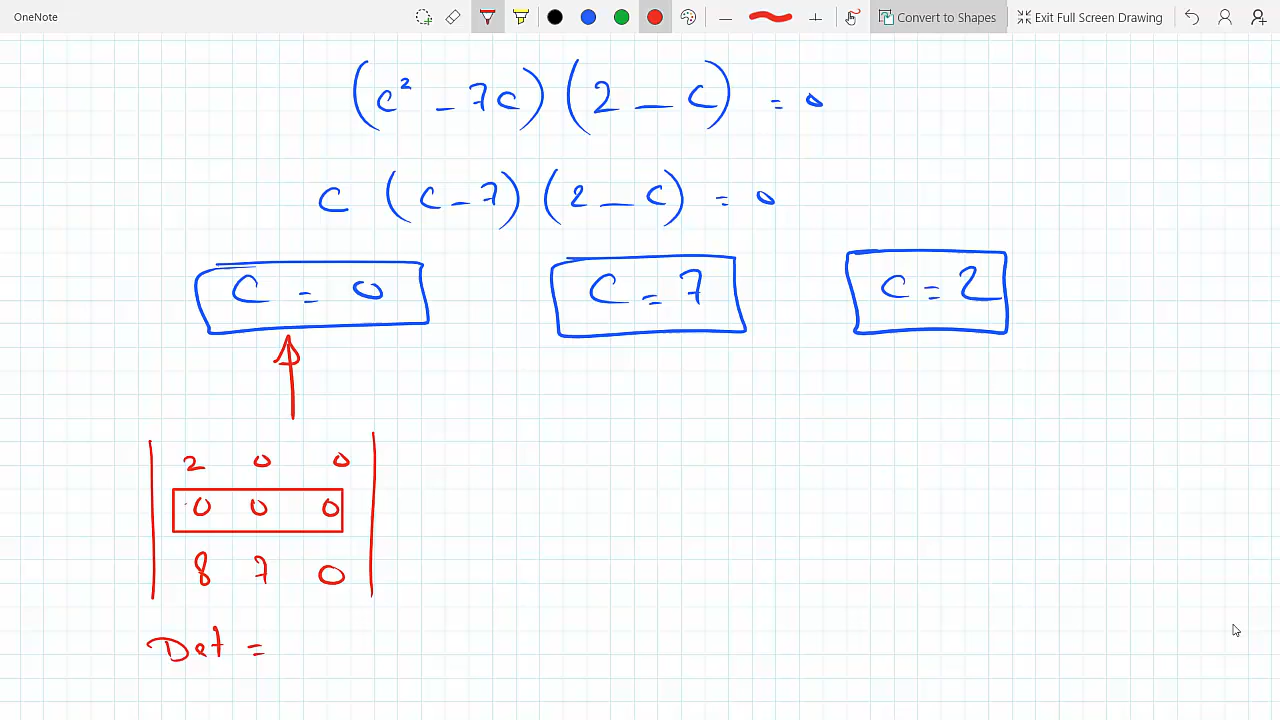 OneNote
Convert to Shapes
Exit Full Screen Drawing
(c² - 7c) (2 - c) = 0
c (c - 7) (2 - c) = 0
c = 0
c = 7
c = 2
2 0 0
0 0 0
8 7 0
Det =